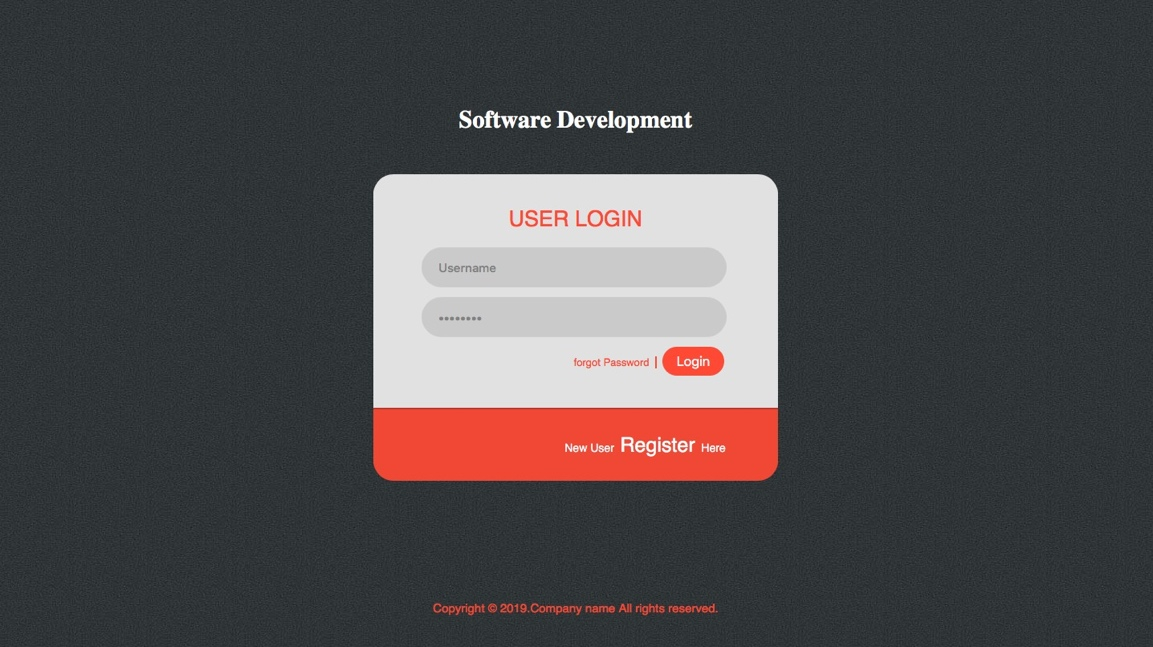 Software Development
USER LOGIN
Username
••••••••
forgot Password | Login
New User Register Here
Copyright © 2019.Company name All rights reserved.